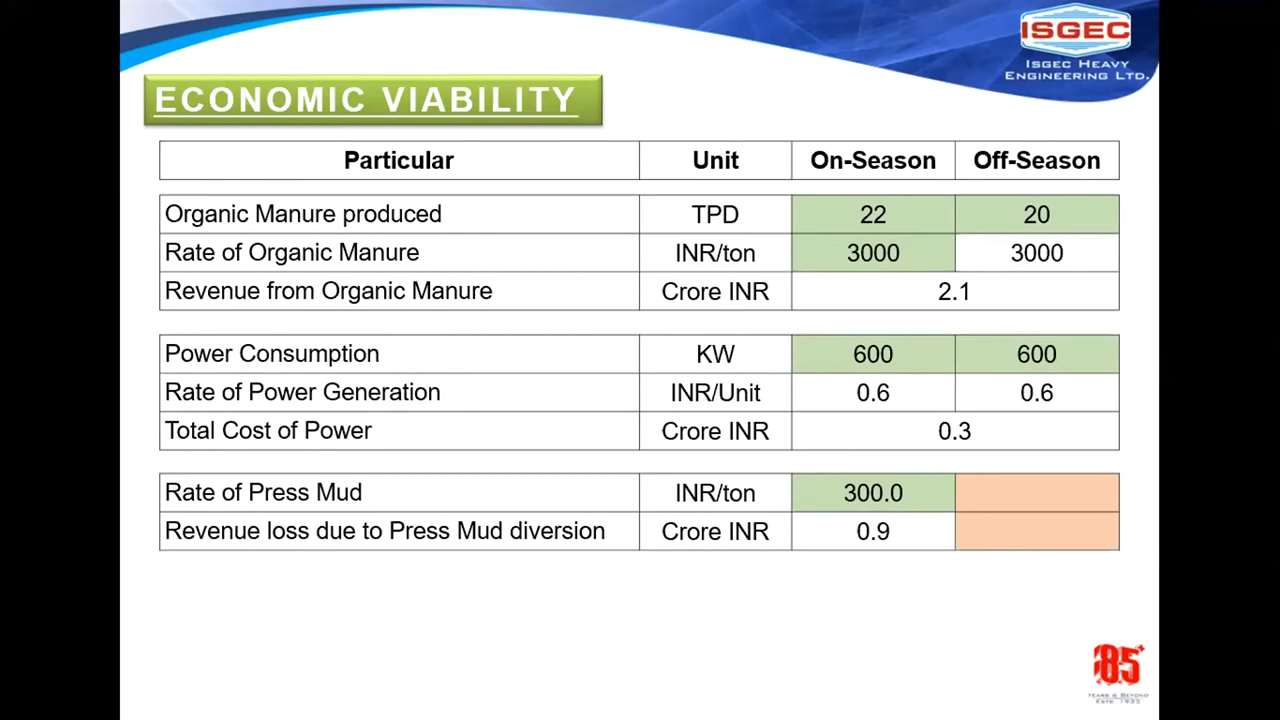 ISGEC
ISGEC HEAVY
ENGINEERING LTD.
ECONOMIC VIABILITY
Particular Unit On-Season Off-Season
Organic Manure produced TPD 22 20
Rate of Organic Manure INR/ton 3000 3000
Revenue from Organic Manure Crore INR 2.1
Power Consumption KW 600 600
Rate of Power Generation INR/Unit 0.6 0.6
Total Cost of Power Crore INR 0.3
Rate of Press Mud INR/ton 300.0
Revenue loss due to Press Mud diversion Crore INR 0.9
85+
YEARS & BEYOND
ESTD. 1933